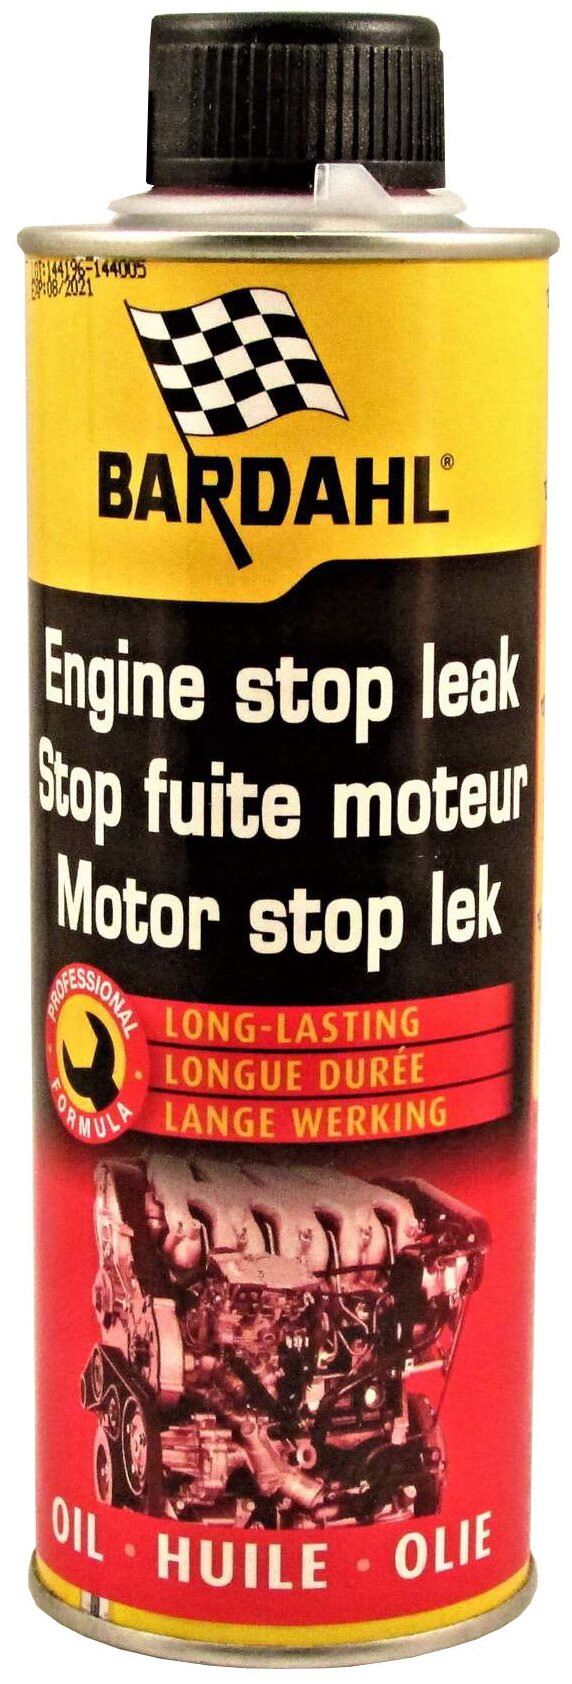 LOT:144196-144005
EXP:08/2021
BARDAHL®
Engine stop leak
Stop fuite moteur
Motor stop lek
PROFESSIONAL
FORMULA
LONG-LASTING
LONGUE DURÉE
LANGE WERKING
OIL • HUILE • OLIE